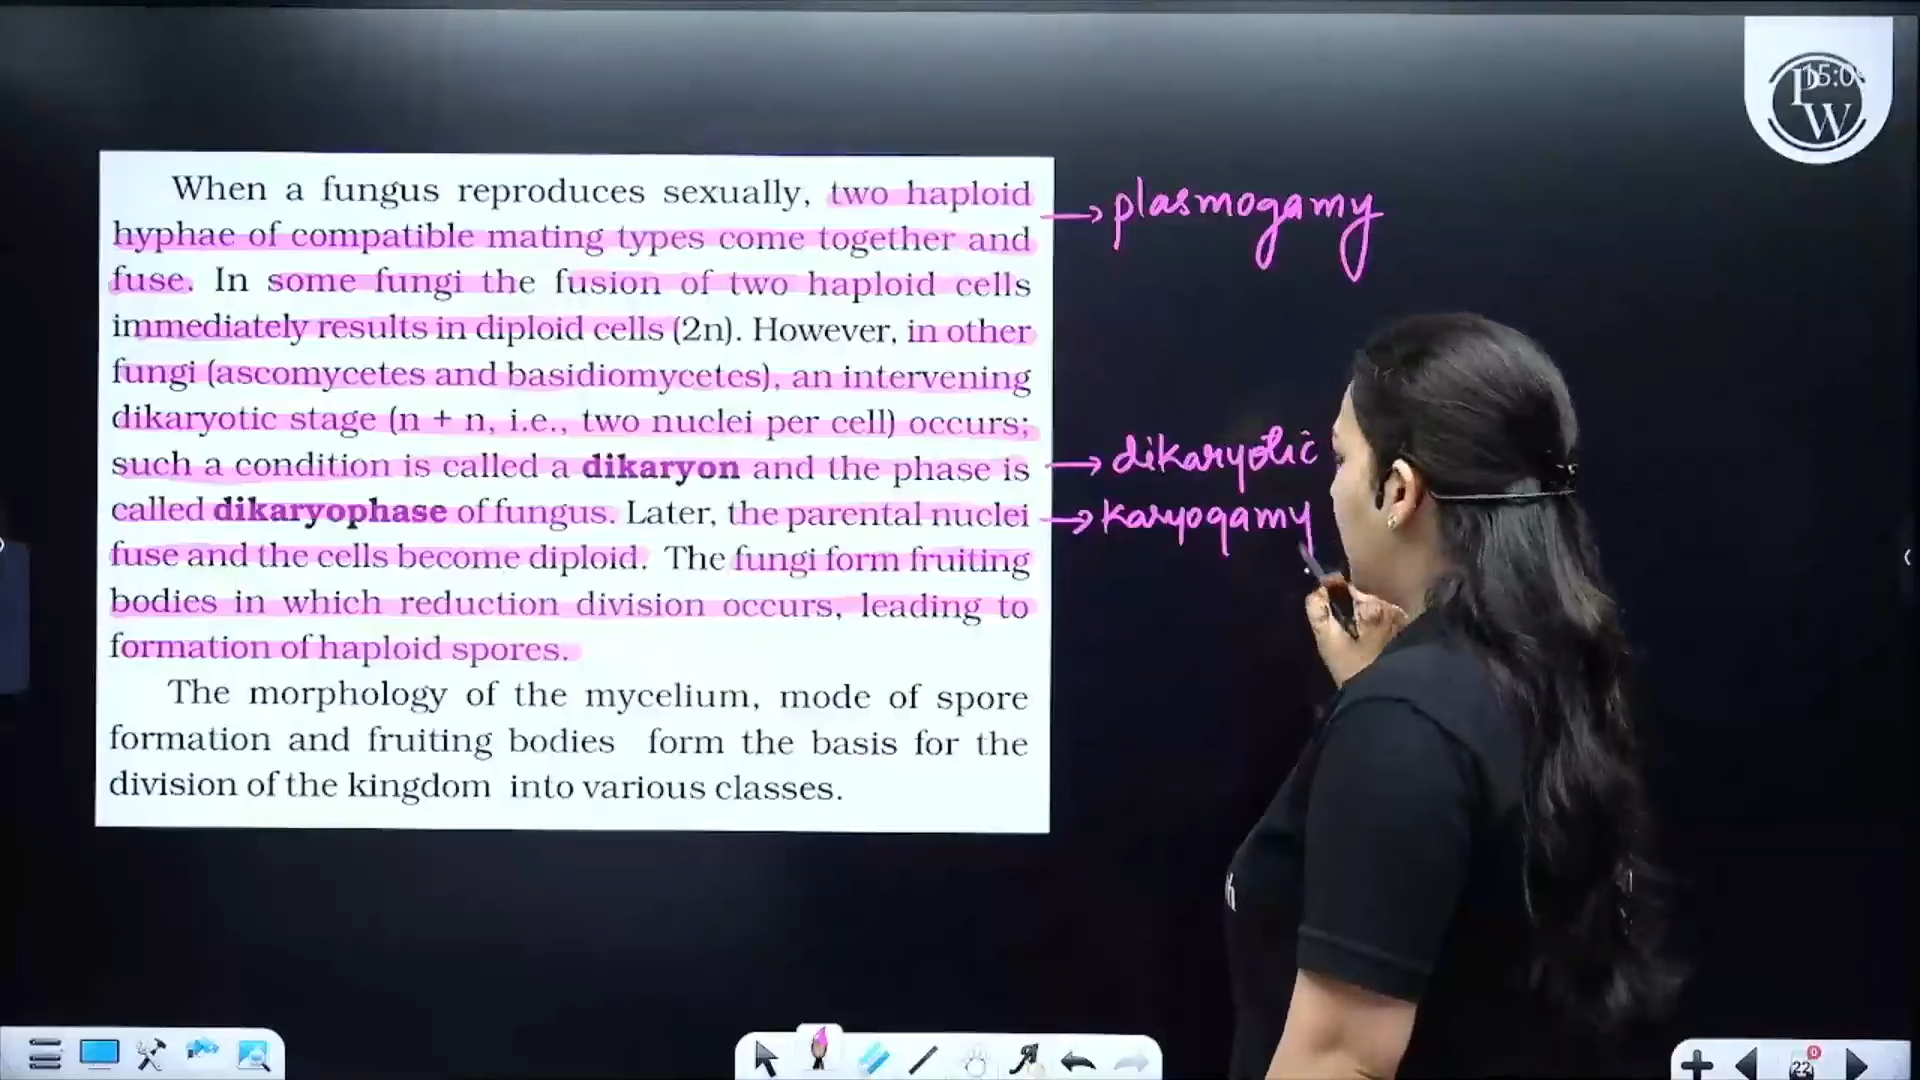 15:0
PW
When a fungus reproduces sexually, two haploid
hyphae of compatible mating types come together and
fuse. In some fungi the fusion of two haploid cells
immediately results in diploid cells (2n). However, in other
fungi (ascomycetes and basidiomycetes), an intervening
dikaryotic stage (n + n, i.e., two nuclei per cell) occurs;
such a condition is called a dikaryon and the phase is
called dikaryophase of fungus. Later, the parental nuclei
fuse and the cells become diploid. The fungi form fruiting
bodies in which reduction division occurs, leading to
formation of haploid spores.
The morphology of the mycelium, mode of spore
formation and fruiting bodies form the basis for the
division of the kingdom into various classes.
→ plasmogamy
→ dikaryotic
→ karyogamy
22
0